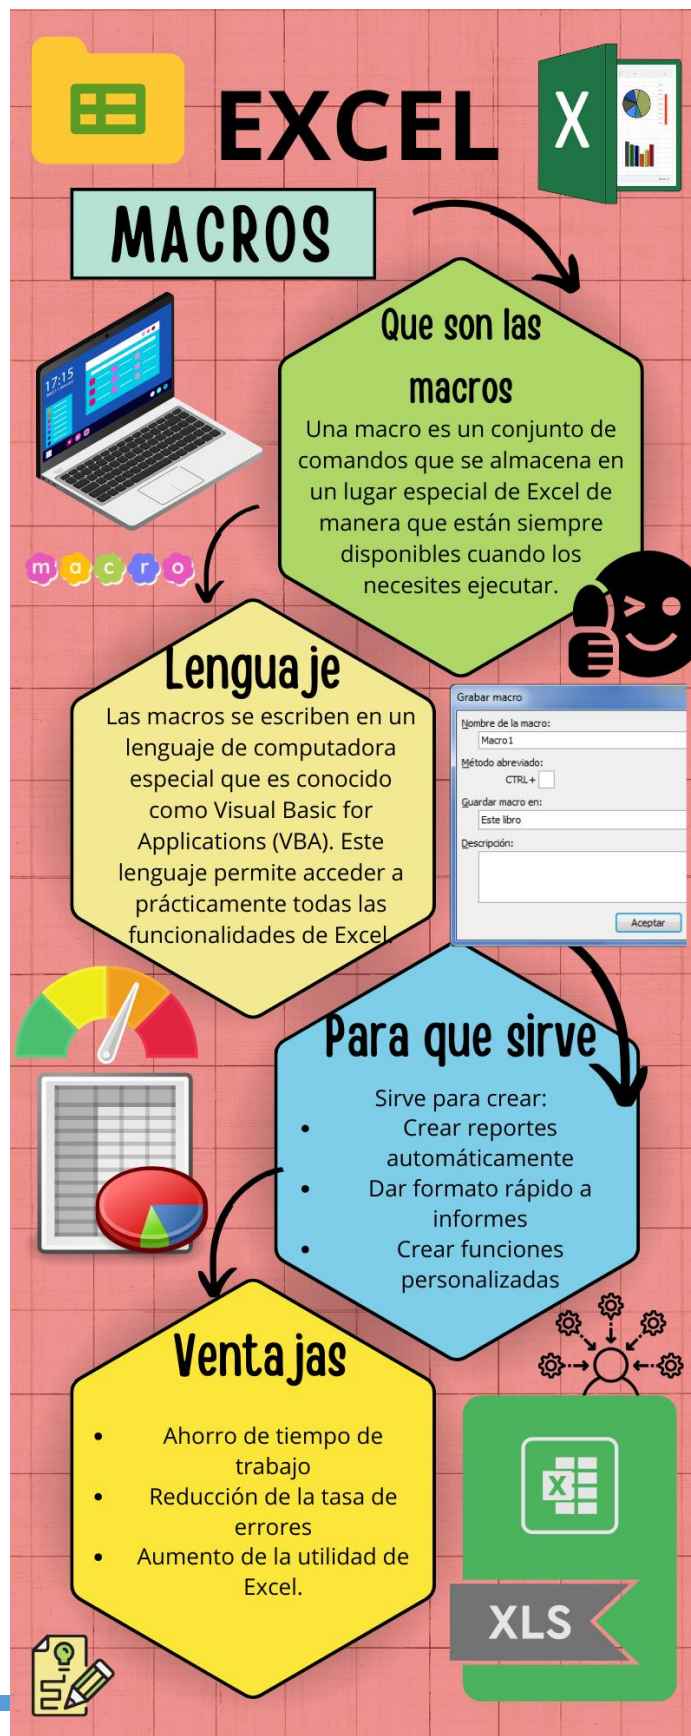 EXCEL
X
MACROS
Que son las
macros
Una macro es un conjunto de
comandos que se almacena en
un lugar especial de Excel de
manera que están siempre
disponibles cuando los
necesites ejecutar.
17:15
macro
Lenguaje
Las macros se escriben en un
lenguaje de computadora
especial que es conocido
como Visual Basic for
Applications (VBA). Este
lenguaje permite acceder a
prácticamente todas las
funcionalidades de Excel.
Grabar macro
Nombre de la macro:
Macro1
Método abreviado:
CTRL+
Guardar macro en:
Este libro
Descripción:
Aceptar
Para que sirve
Sirve para crear:
• Crear reportes
automáticamente
• Dar formato rápido a
informes
• Crear funciones
personalizadas
Ventajas
• Ahorro de tiempo de
trabajo
• Reducción de la tasa de
errores
• Aumento de la utilidad de
Excel.
X
XLS